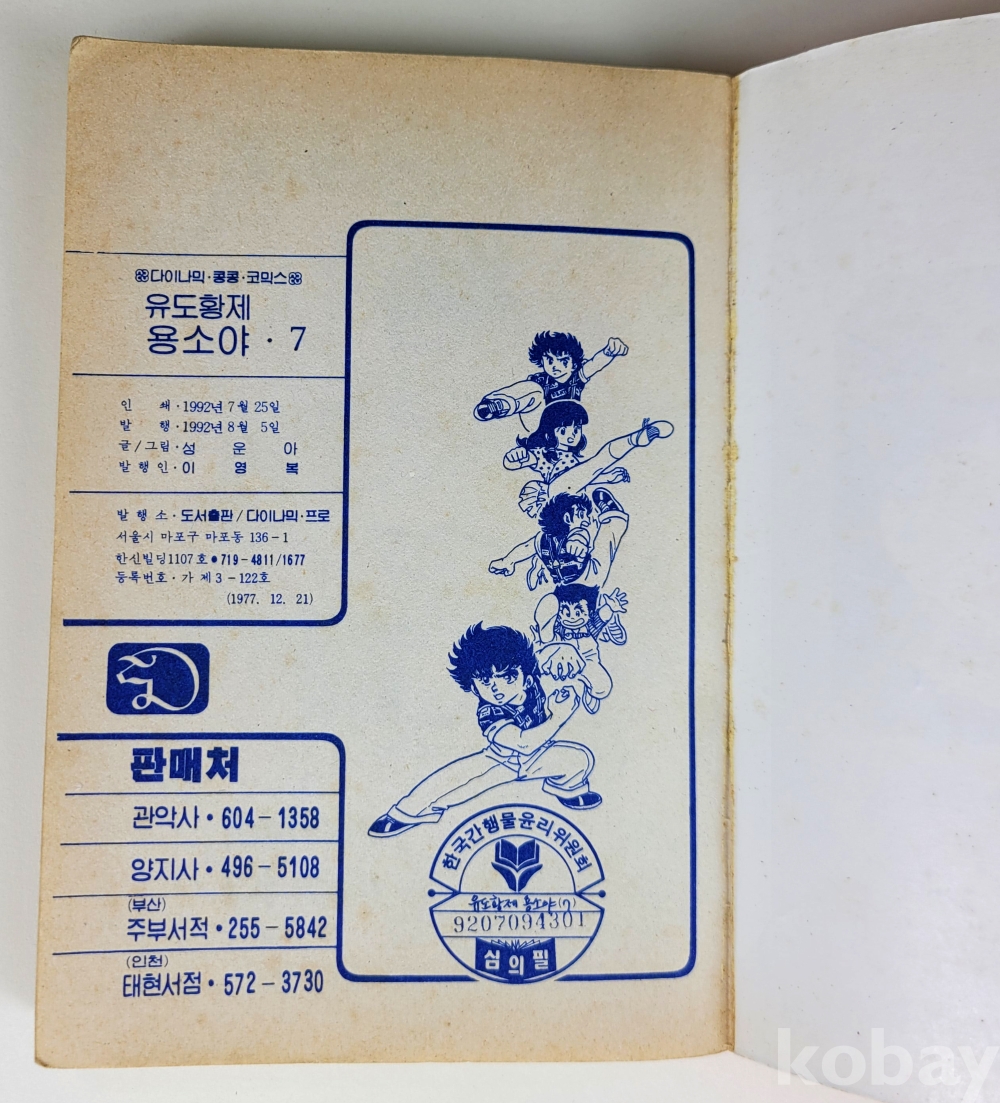 다이나믹·콩콩·코믹스
유도황제
용소야·7
인 쇄·1992년 7월 25일
발 행·1992년 8월 5일
글/그림·성 운 아
발행인·이 영 복
발행소·도서출판/다이나믹·프로
서울시 마포구 마포동 136-1
한신빌딩1107호●719-4811/1677
등록번호·가 제3-122호
(1977. 12. 21)
판매처
관악사·604-1358
양지사·496-5108
(부산)
주부서적·255-5842
(인천)
태현서점·572-3730
한국간행물윤리위원회
유도황제 용소야(7)
9207094301
심의필
kobay